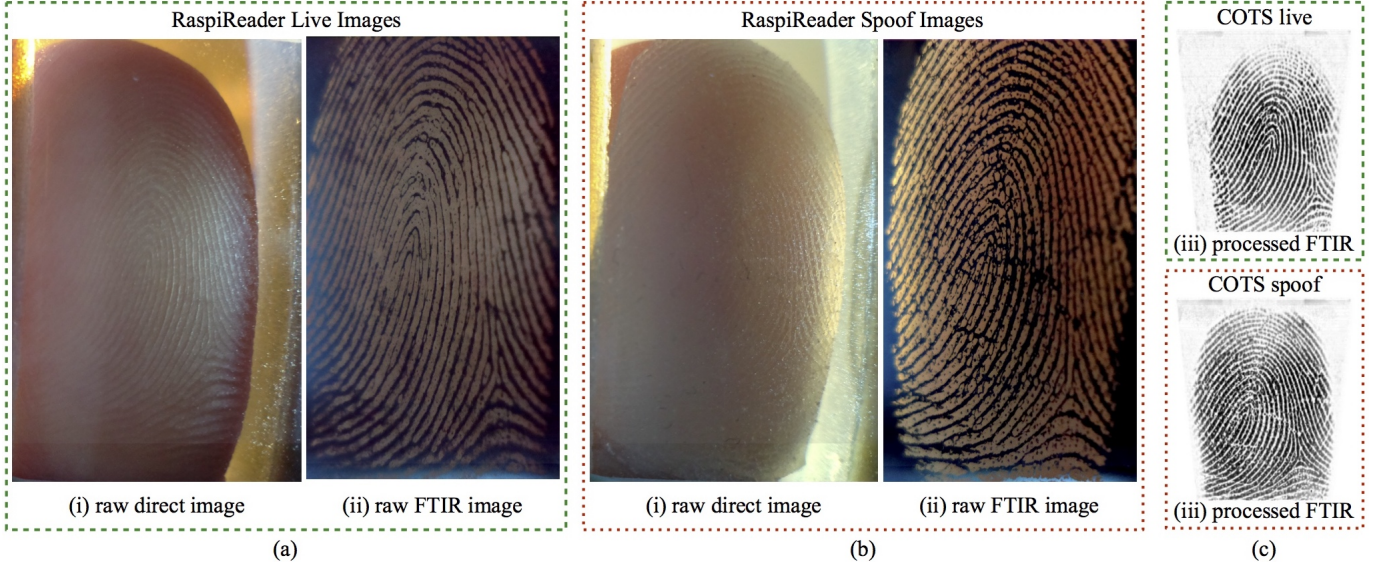 RaspiReader Live Images
(i) raw direct image
(ii) raw FTIR image
(a)
RaspiReader Spoof Images
(i) raw direct image
(ii) raw FTIR image
(b)
COTS live
(iii) processed FTIR
COTS spoof
(iii) processed FTIR
(c)